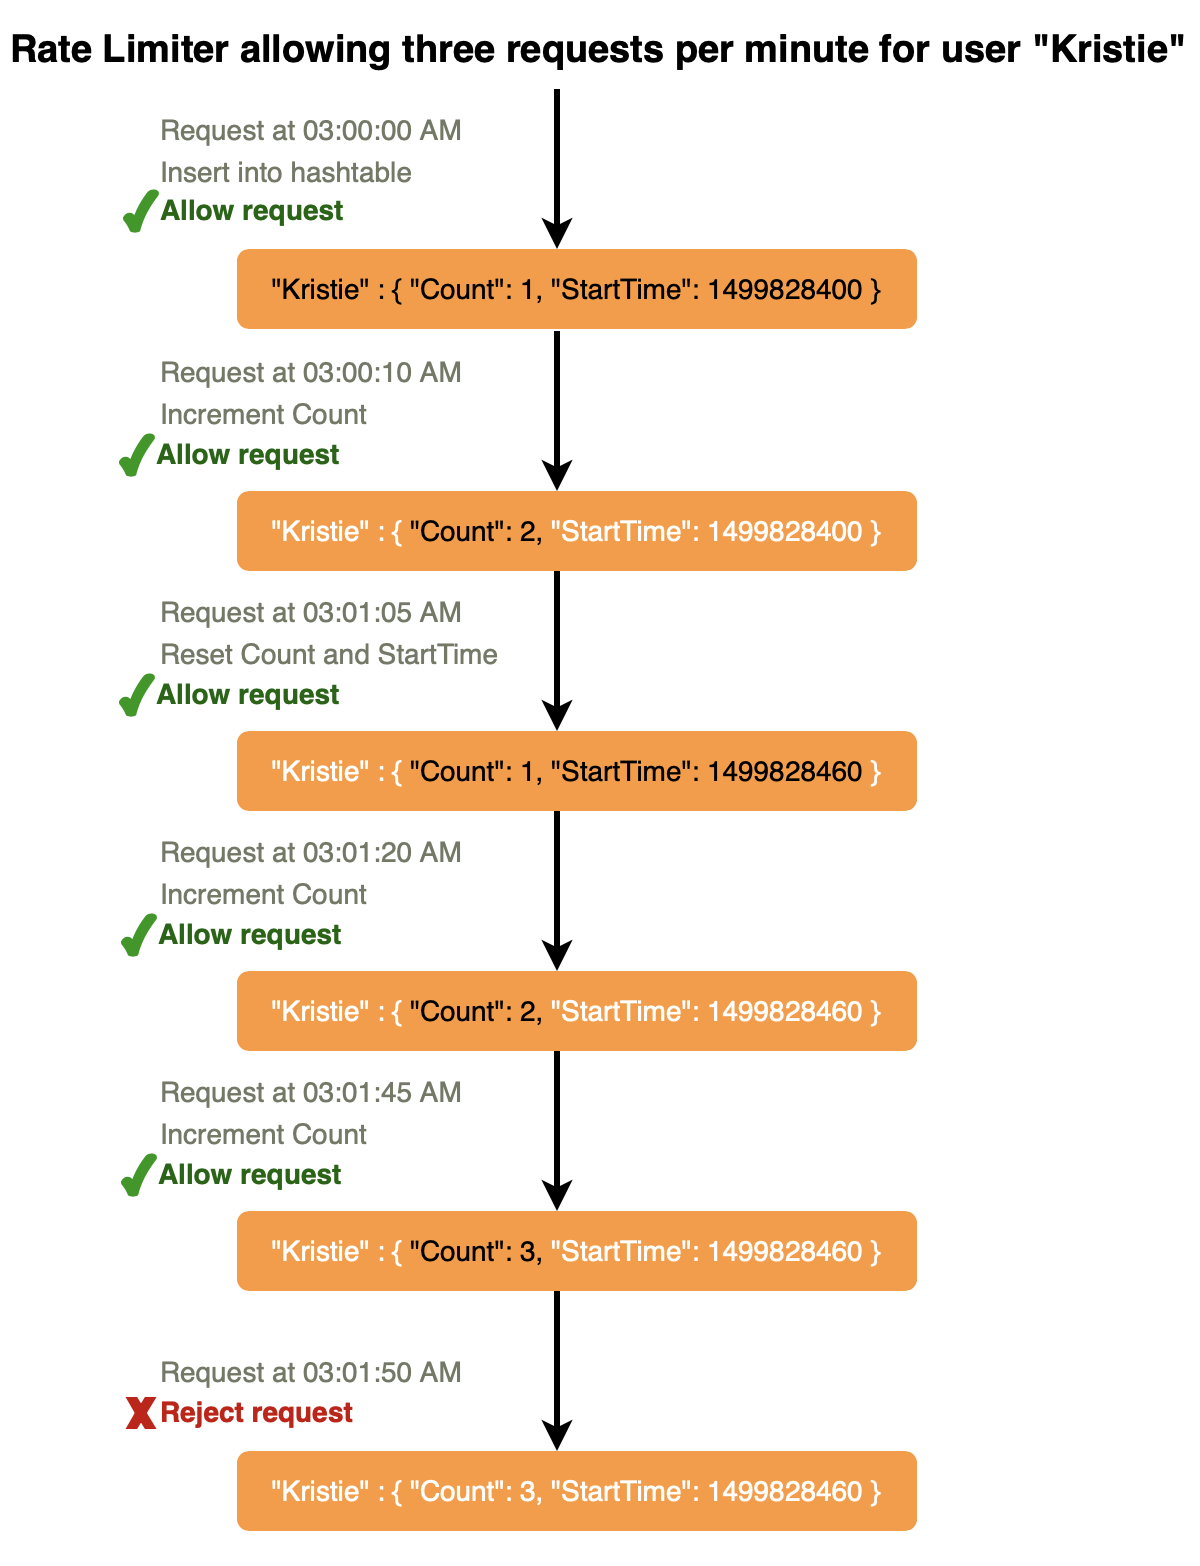 Rate Limiter allowing three requests per minute for user "Kristie"
Request at 03:00:00 AM
Insert into hashtable
Allow request
"Kristie" : { "Count": 1, "StartTime": 1499828400 }
Request at 03:00:10 AM
Increment Count
Allow request
"Kristie" : { "Count": 2, "StartTime": 1499828400 }
Request at 03:01:05 AM
Reset Count and StartTime
Allow request
"Kristie" : { "Count": 1, "StartTime": 1499828460 }
Request at 03:01:20 AM
Increment Count
Allow request
"Kristie" : { "Count": 2, "StartTime": 1499828460 }
Request at 03:01:45 AM
Increment Count
Allow request
"Kristie" : { "Count": 3, "StartTime": 1499828460 }
Request at 03:01:50 AM
Reject request
"Kristie" : { "Count": 3, "StartTime": 1499828460 }